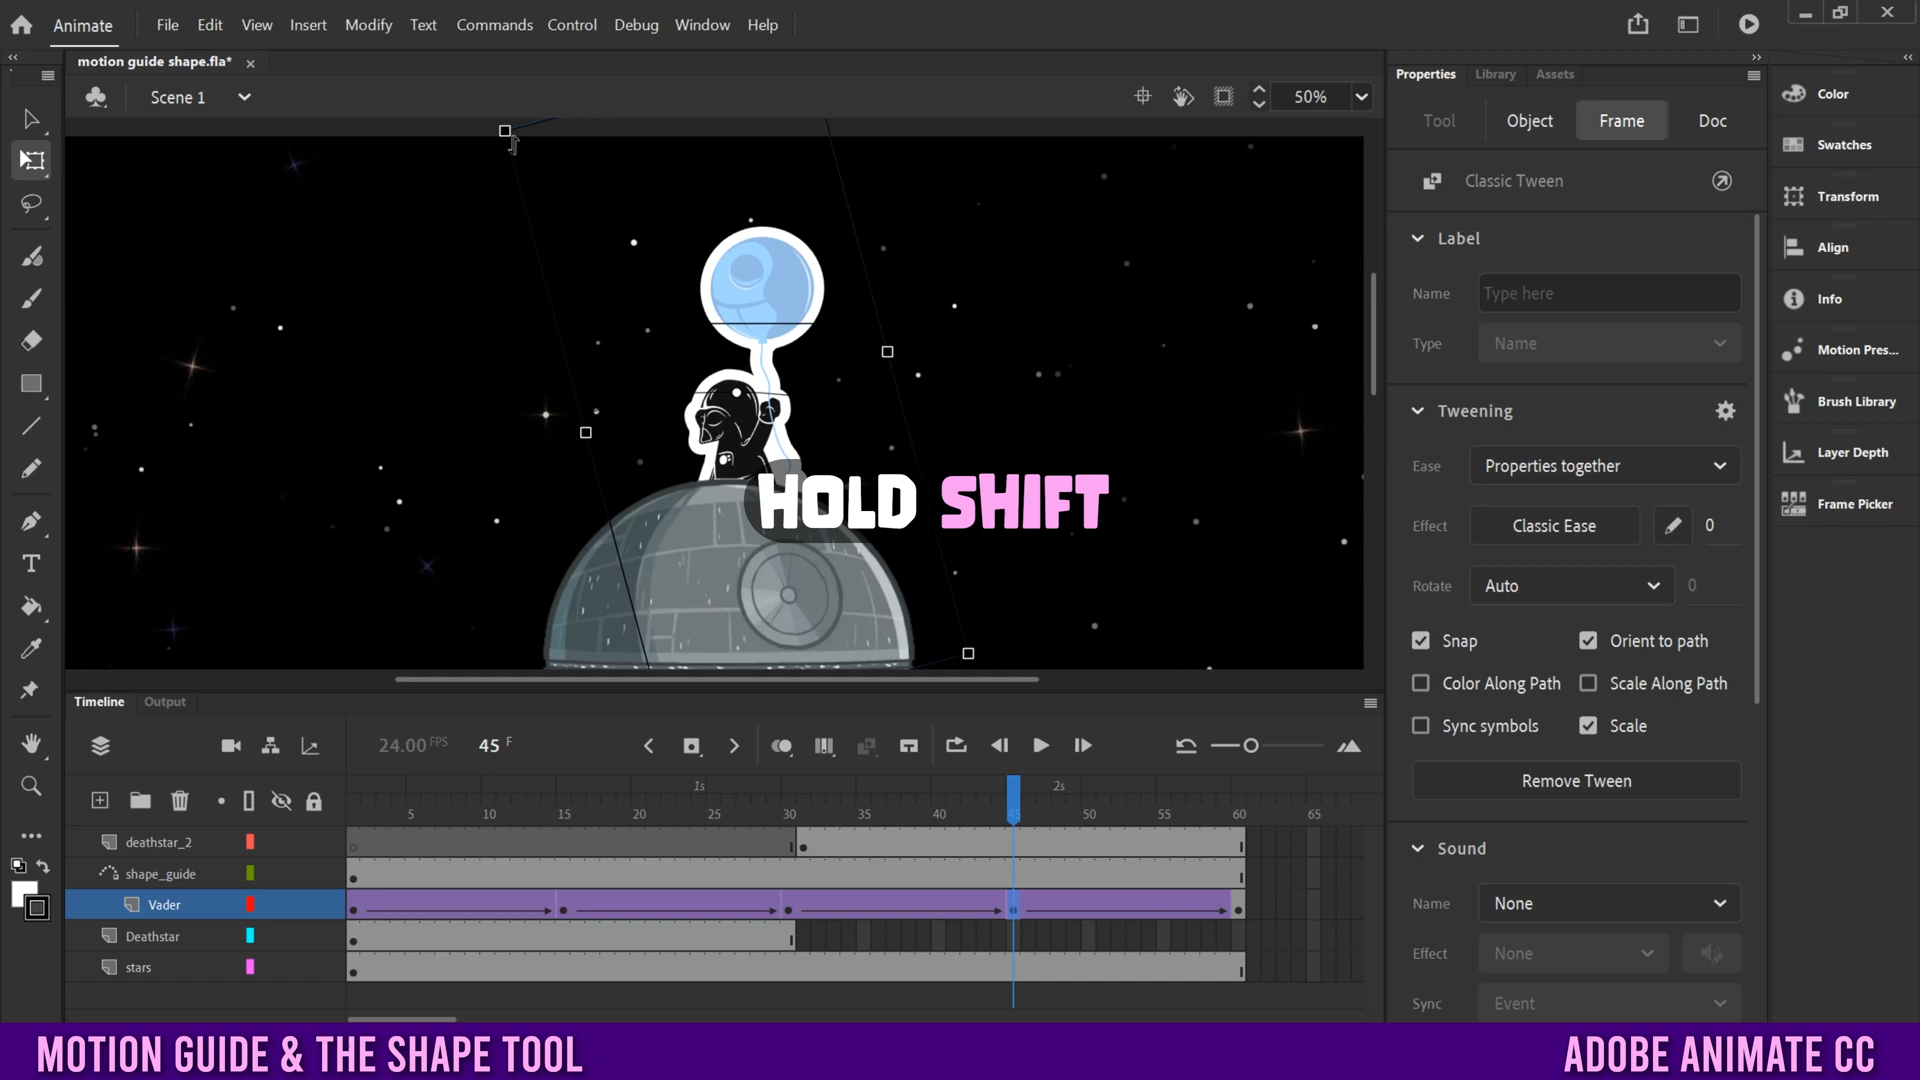 Animate File Edit View Insert Modify Text Commands Control Debug Window Help
motion guide shape.fla*
Scene 1 50%
HOLD SHIFT
Properties Library Assets
Tool Object Frame Doc
Classic Tween
Label
Name Type here
Type Name
Tweening
Ease Properties together
Effect Classic Ease 0
Rotate Auto 0
Snap Orient to path
Color Along Path Scale Along Path
Sync symbols Scale
Remove Tween
Sound
Name None
Effect None
Sync Event
Color
Swatches
Transform
Align
Info
Motion Pres...
Brush Library
Layer Depth
Frame Picker
Timeline Output
24.00 FPS 45 F
1s 2s
5 10 15 20 25 30 35 40 45 50 55 60 65
deathstar_2
shape_guide
Vader
Deathstar
stars
MOTION GUIDE & THE SHAPE TOOL ADOBE ANIMATE CC